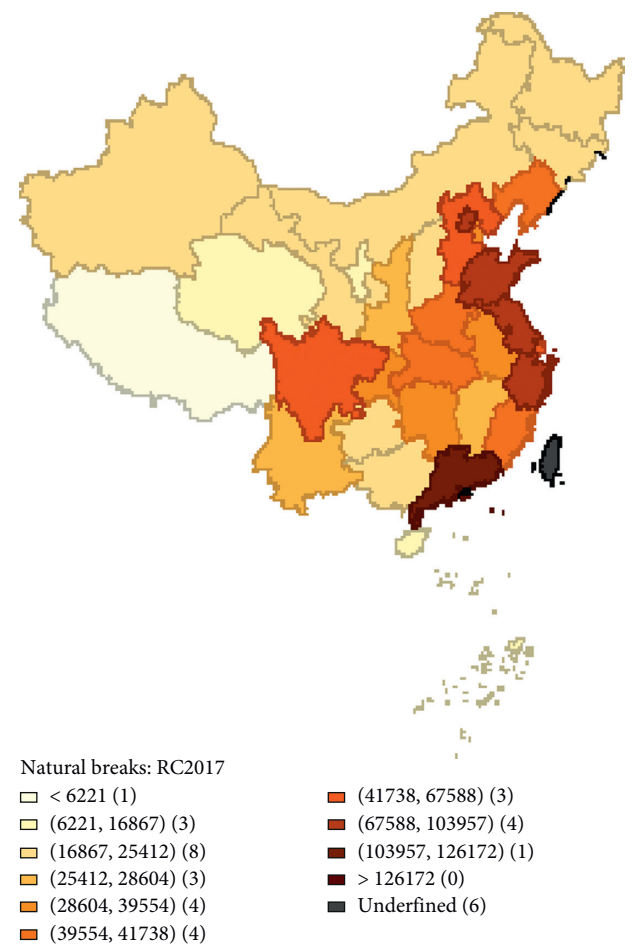 Natural breaks: RC2017
< 6221 (1)
(6221, 16867) (3)
(16867, 25412) (8)
(25412, 28604) (3)
(28604, 39554) (4)
(39554, 41738) (4)
(41738, 67588) (3)
(67588, 103957) (4)
(103957, 126172) (1)
> 126172 (0)
Underfined (6)